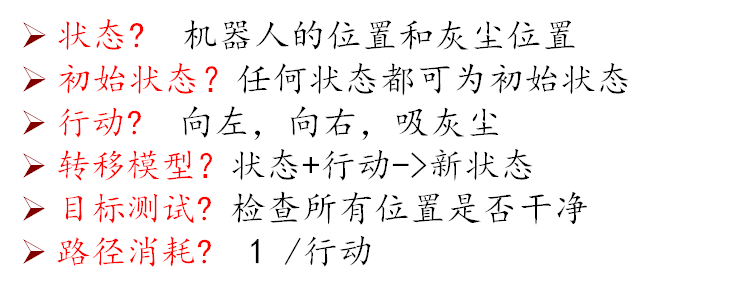 状态?  机器人的位置和灰尘位置
初始状态？任何状态都可为初始状态
行动?  向左，向右，吸灰尘
转移模型？状态+行动->新状态
目标测试? 检查所有位置是否干净
路径消耗?  1 /行动